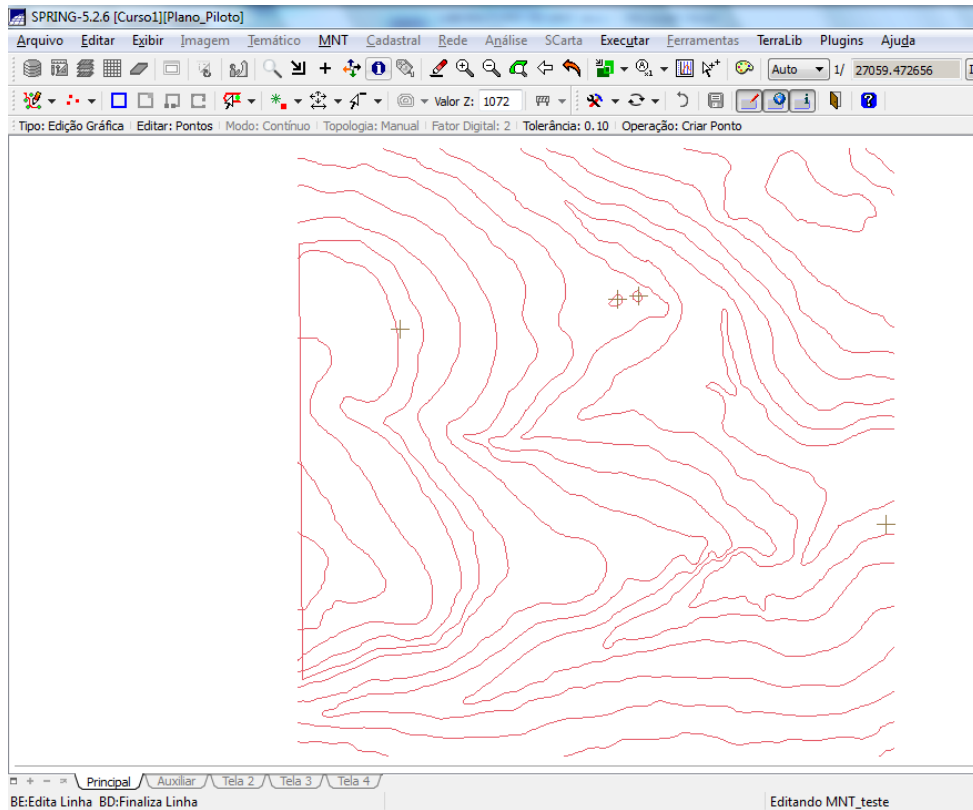 SPRING-5.2.6 [Curso1][Plano_Piloto]
Arquivo Editar Exibir Imagem Temático MNT Cadastral Rede Análise SCarta Executar Ferramentas TerraLib Plugins Ajuda
Auto 1/ 27059.472656
Valor Z: 1072
Tipo: Edição Gráfica Editar: Pontos Modo: Contínuo Topologia: Manual Fator Digital: 2 Tolerância: 0.10 Operação: Criar Ponto
Principal Auxiliar Tela 2 Tela 3 Tela 4
BE:Edita Linha BD:Finaliza Linha Editando MNT_teste